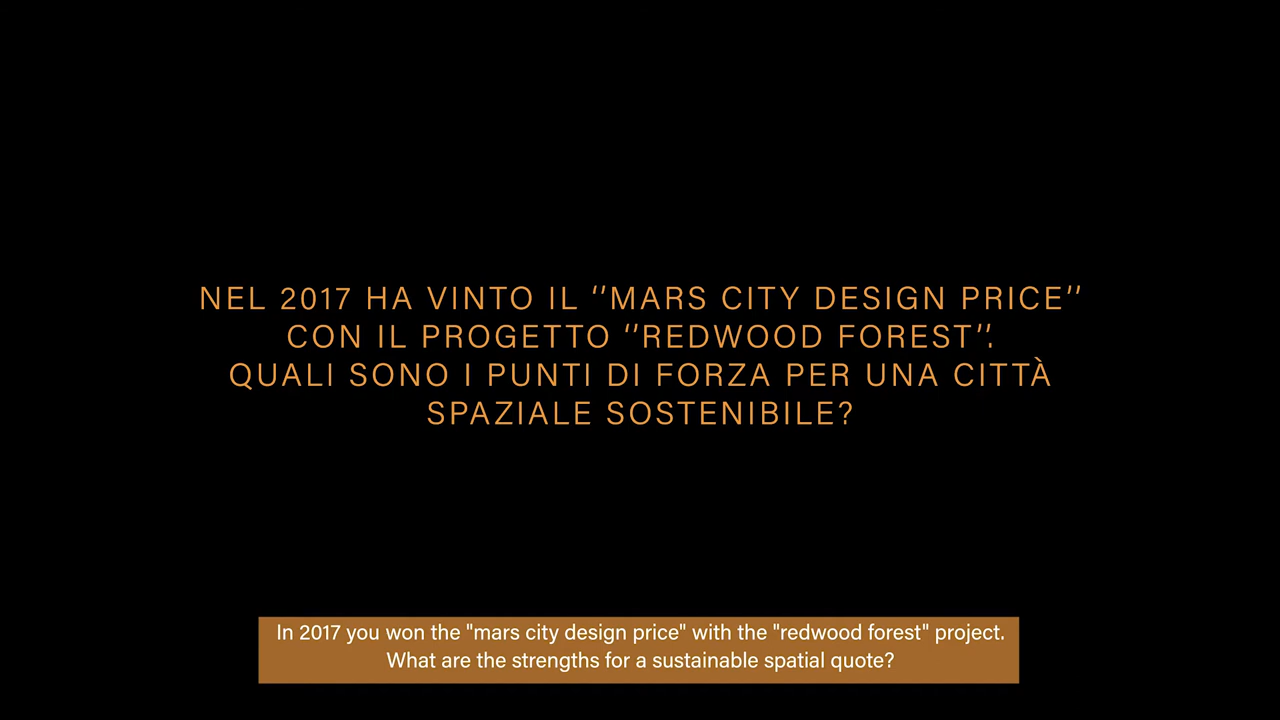 NEL 2017 HA VINTO IL ‘’MARS CITY DESIGN PRICE’’
CON IL PROGETTO ‘’REDWOOD FOREST’’.
QUALI SONO I PUNTI DI FORZA PER UNA CITTÀ
SPAZIALE SOSTENIBILE?
In 2017 you won the "mars city design price" with the "redwood forest" project.
What are the strengths for a sustainable spatial quote?